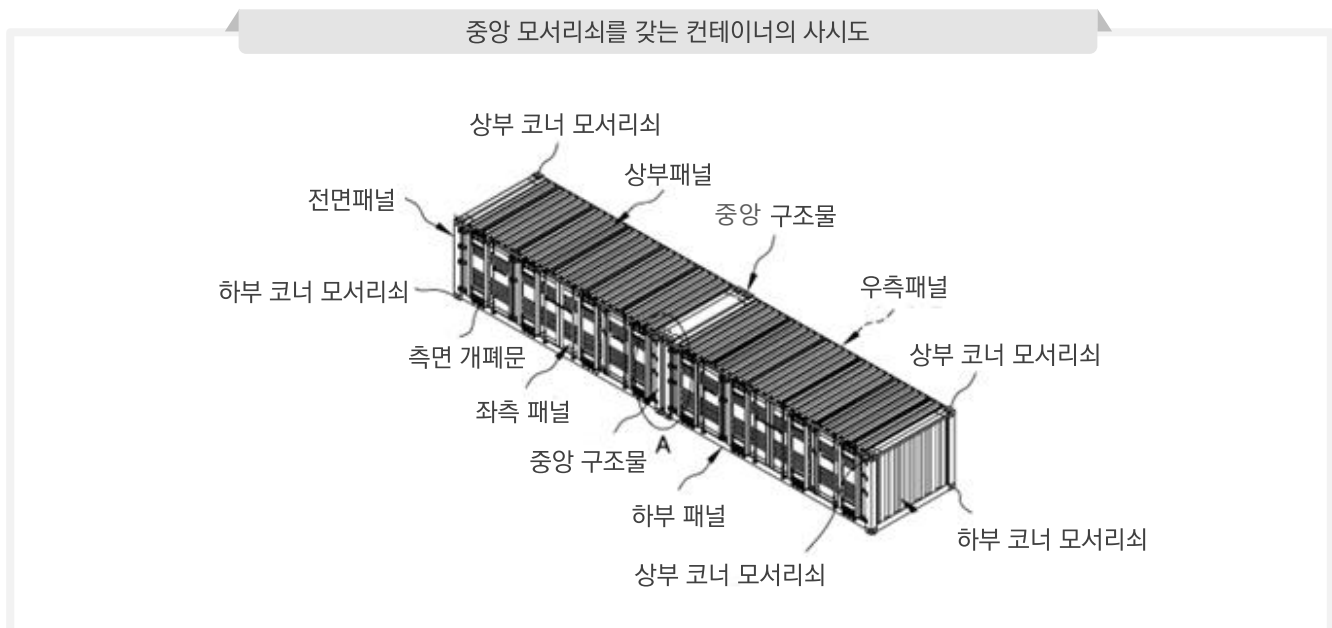 중앙 모서리쇠를 갖는 컨테이너의 사시도
상부 코너 모서리쇠
상부패널
전면패널
중앙 구조물
우측패널
하부 코너 모서리쇠
상부 코너 모서리쇠
측면 개폐문
좌측 패널
중앙 구조물
A
하부 패널
하부 코너 모서리쇠
상부 코너 모서리쇠